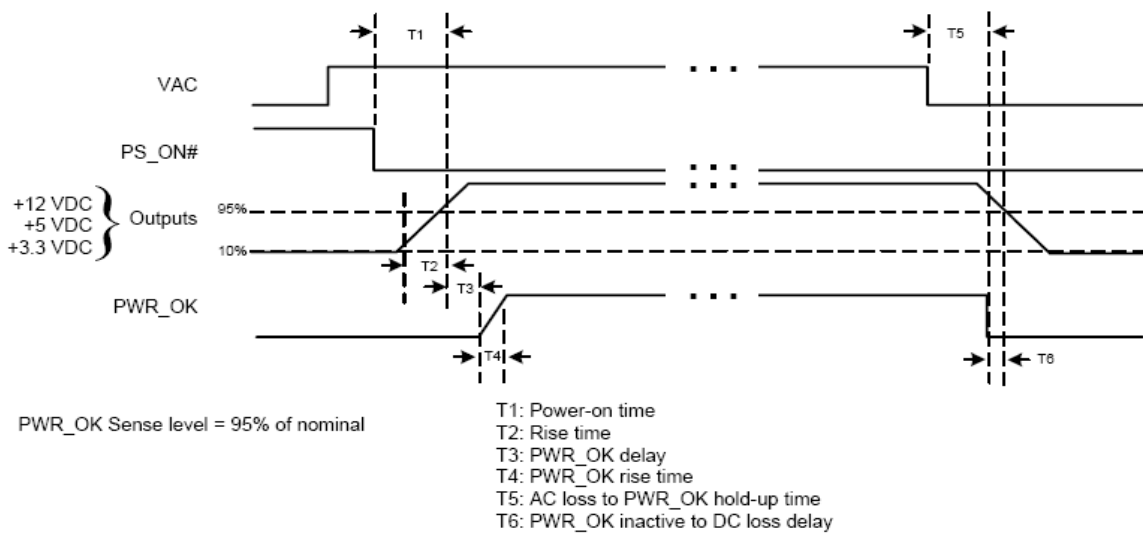 T1
T5
VAC
PS_ON#
+12 VDC
+5 VDC
+3.3 VDC
Outputs
95%
10%
T2
T3
PWR_OK
T4
T6
PWR_OK Sense level = 95% of nominal
T1: Power-on time
T2: Rise time
T3: PWR_OK delay
T4: PWR_OK rise time
T5: AC loss to PWR_OK hold-up time
T6: PWR_OK inactive to DC loss delay